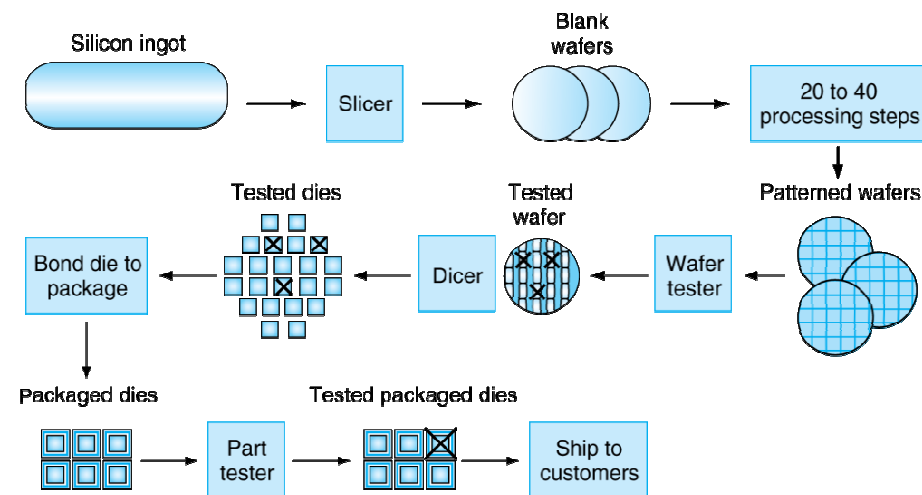 Silicon ingot
Slicer
Blank
wafers
20 to 40
processing steps
Patterned wafers
Wafer
tester
Tested
wafer
Dicer
Tested dies
Bond die to
package
Packaged dies
Part
tester
Tested packaged dies
Ship to
customers